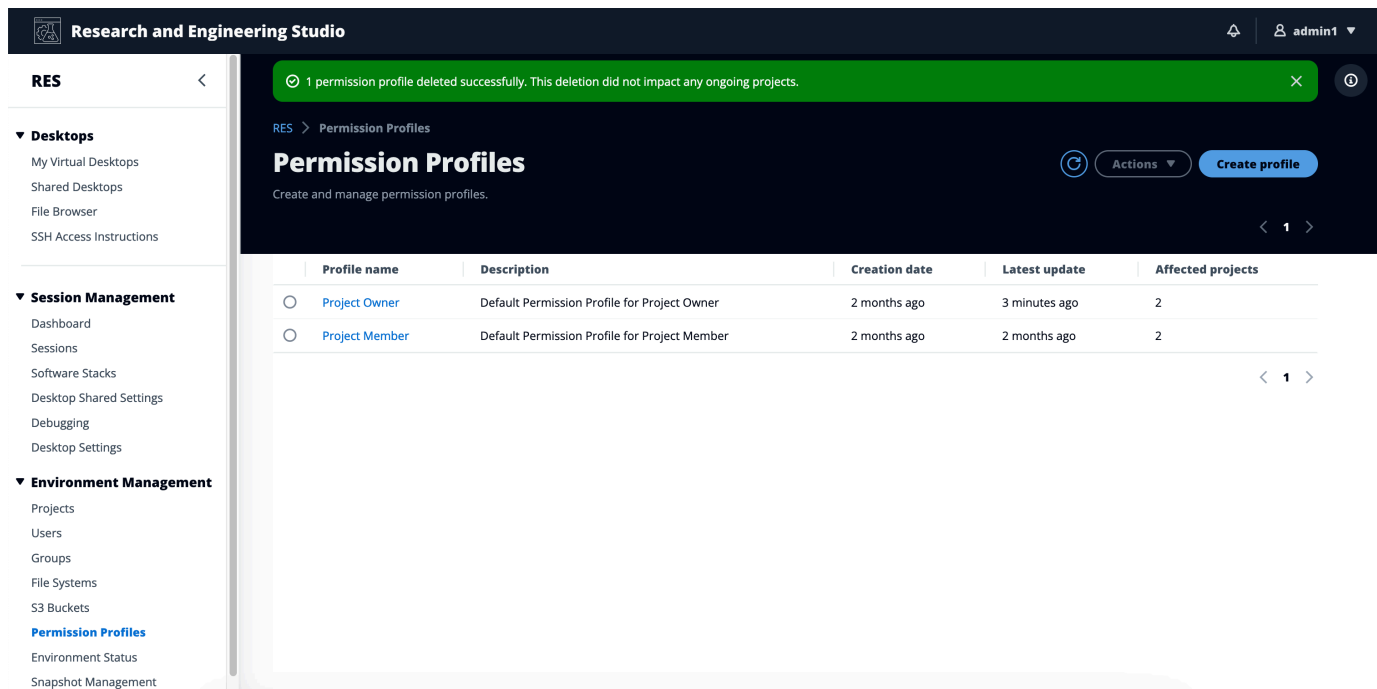 Research and Engineering Studio
admin1
RES
1 permission profile deleted successfully. This deletion did not impact any ongoing projects.
Desktops
My Virtual Desktops
Shared Desktops
File Browser
SSH Access Instructions
Session Management
Dashboard
Sessions
Software Stacks
Desktop Shared Settings
Debugging
Desktop Settings
Environment Management
Projects
Users
Groups
File Systems
S3 Buckets
Permission Profiles
Environment Status
Snapshot Management
RES > Permission Profiles
Permission Profiles
Actions
Create profile
Create and manage permission profiles.
< 1 >
Profile name Description Creation date Latest update Affected projects
Project Owner Default Permission Profile for Project Owner 2 months ago 3 minutes ago 2
Project Member Default Permission Profile for Project Member 2 months ago 2 months ago 2
< 1 >